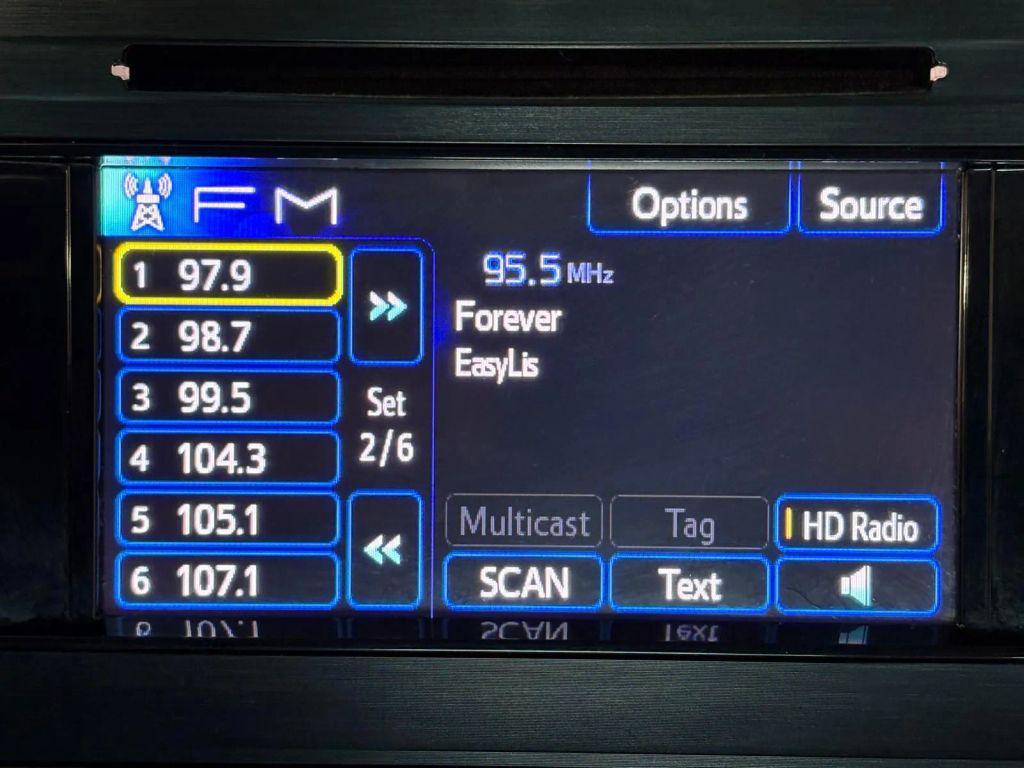 FM
Options
Source
1 97.9
2 98.7
3 99.5
4 104.3
5 105.1
6 107.1
Set
2/6
95.5 MHz
Forever
EasyLis
Multicast
Tag
HD Radio
SCAN
Text